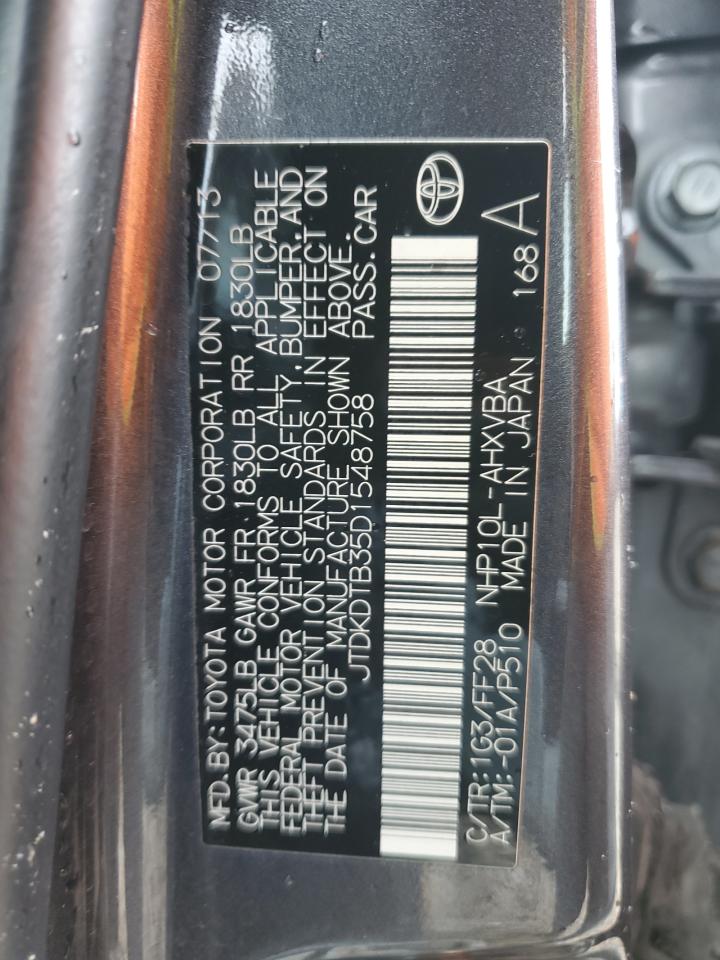 MFD. BY: TOYOTA MOTOR CORPORATION 07/13
GVWR 3475LB GAWR FR 1830LB RR 1830LB
THIS VEHICLE CONFORMS TO ALL APPLICABLE
FEDERAL MOTOR VEHICLE SAFETY, BUMPER, AND
THEFT PREVENTION STANDARDS IN EFFECT ON
THE DATE OF MANUFACTURE SHOWN ABOVE.
JTDKDTB35D1548758 PASS. CAR
C/TR: 1G3/FF28 NHP10L-AHXVBA
A/TM: -01A/P510 MADE IN JAPAN 168 A